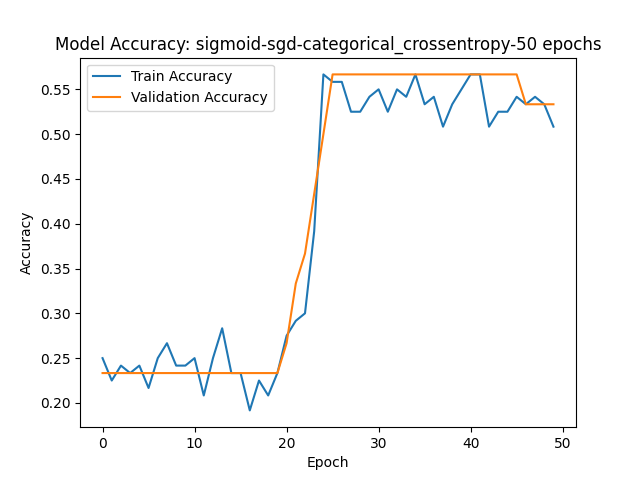 Model Accuracy: sigmoid-sgd-categorical_crossentropy-50 epochs
Train Accuracy
Validation Accuracy
0.55
0.50
0.45
0.40
0.35
0.30
0.25
0.20
Accuracy
0 10 20 30 40 50
Epoch